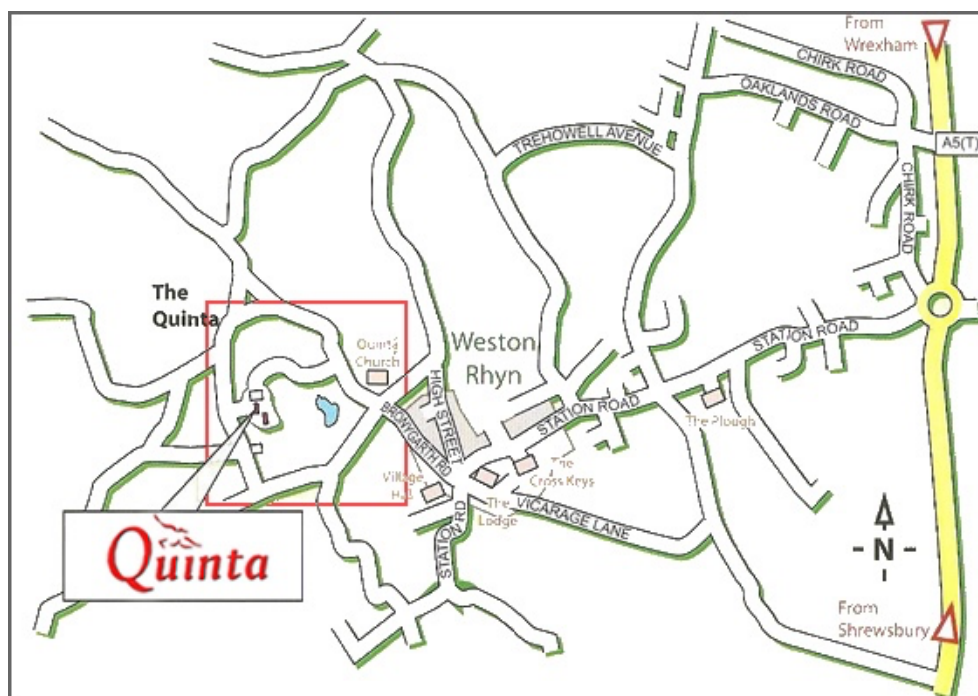 From
Wrexham
CHIRK ROAD
OAKLANDS ROAD
TREHOWELL AVENUE
A5(T)
CHIRK ROAD
The
Quinta
Quinta
Church
Weston
Rhyn
HIGH STREET
STATION ROAD
BRONYGARTH RD
STATION ROAD
The Plough
Village
Hall
The
Cross Keys
The
Lodge
VICARAGE LANE
STATION RD
N
Quinta
From
Shrewsbury